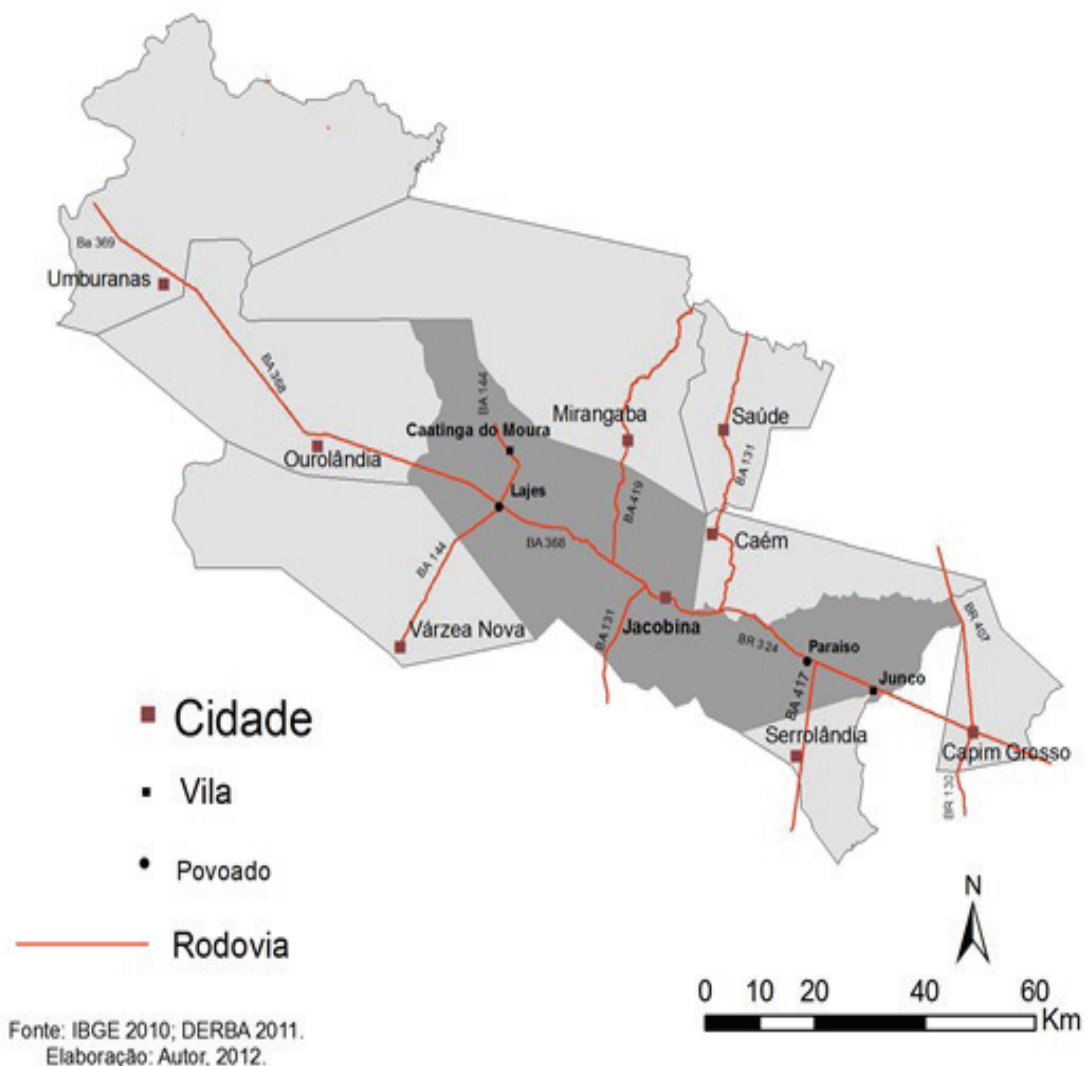 Ba 369
Umburanas
BA 368
BA 144
Mirangaba
Saúde
Caatinga do Moura
Ourolândia
BA 131
Lajes
BA 419
BA 368
Caém
BA 144
BA 131
Jacobina
Várzea Nova
BR 324
Paraiso
BR 407
Junco
BA 417
Serrolândia
Capim Grosso
BR 130
Cidade
Vila
Povoado
Rodovia
N
0 10 20 40 60
Km
Fonte: IBGE 2010; DERBA 2011.
Elaboração: Autor, 2012.